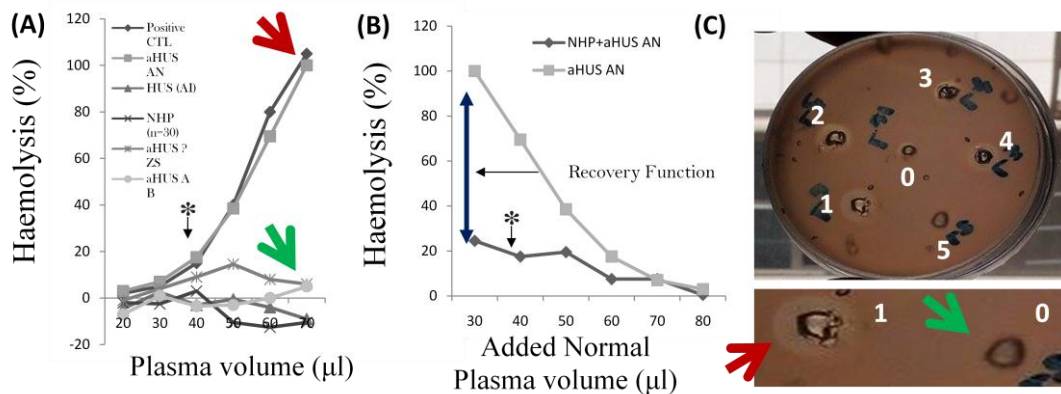 (A)
Haemolysis (%)
120
100
80
60
40
20
0
-20
20 30 40 50 60 70
Plasma volume (µl)
Positive
CTL
aHUS
AN
HUS (AI)
NHP
(n=30)
aHUS ?
ZS
aHUS A
B
*
(B)
Haemolysis (%)
120
100
80
60
40
20
0
30 40 50 60 70 80
Added Normal
Plasma volume (µl)
NHP+aHUS AN
aHUS AN
Recovery Function
*
(C)
3
2
4
0
1
5
1
0